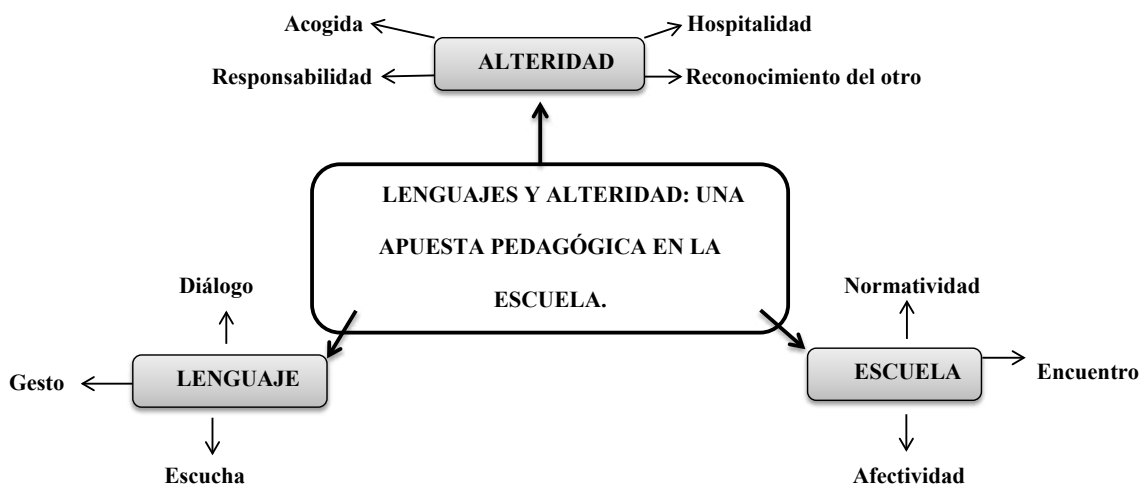 Acogida
Hospitalidad
ALTERIDAD
Responsabilidad
Reconocimiento del otro
LENGUAJES Y ALTERIDAD: UNA
APUESTA PEDAGÓGICA EN LA
ESCUELA.
Diálogo
Normatividad
Gesto
LENGUAJE
ESCUELA
Encuentro
Escucha
Afectividad